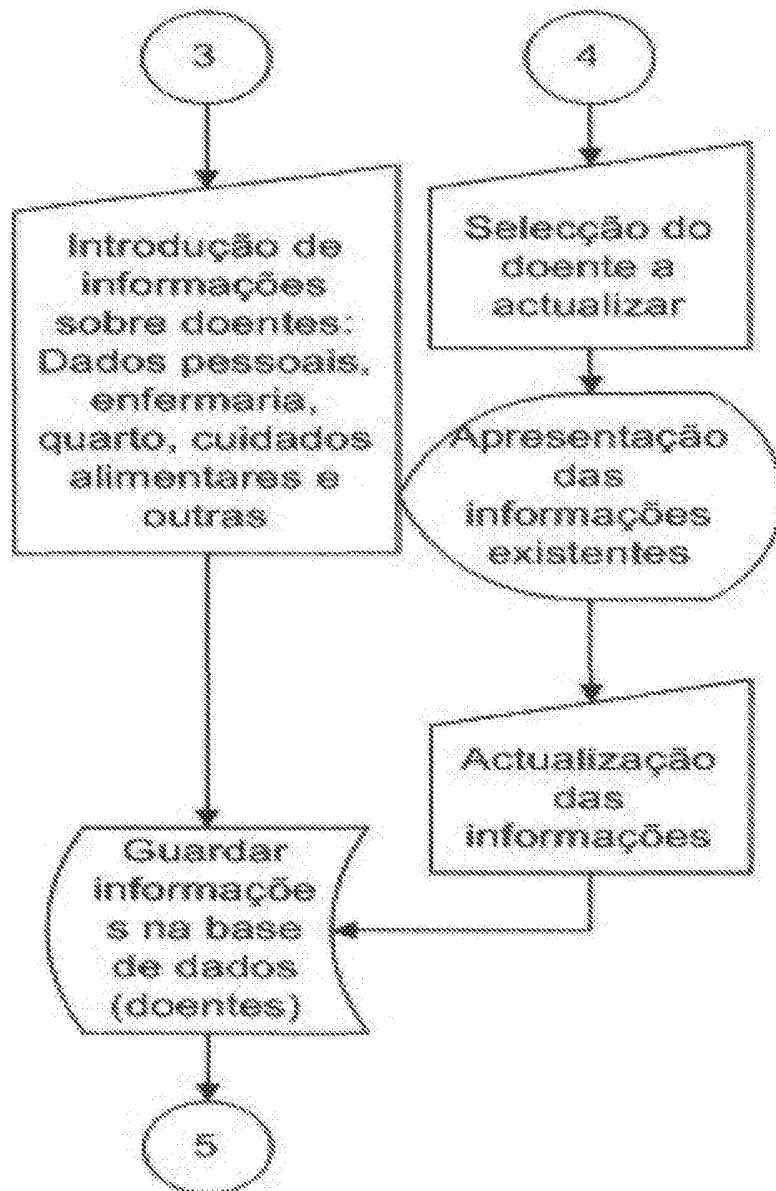 3
Introdução de
informações
sobre doentes:
Dados pessoais,
enfermaria,
quarto, cuidados
alimentares e
outras
4
Selecção do
doente a
actualizar
Apresentação
das
informações
existentes
Actualização
das
informações
Guardar
informaçõe
s na base
de dados
(doentes)
5